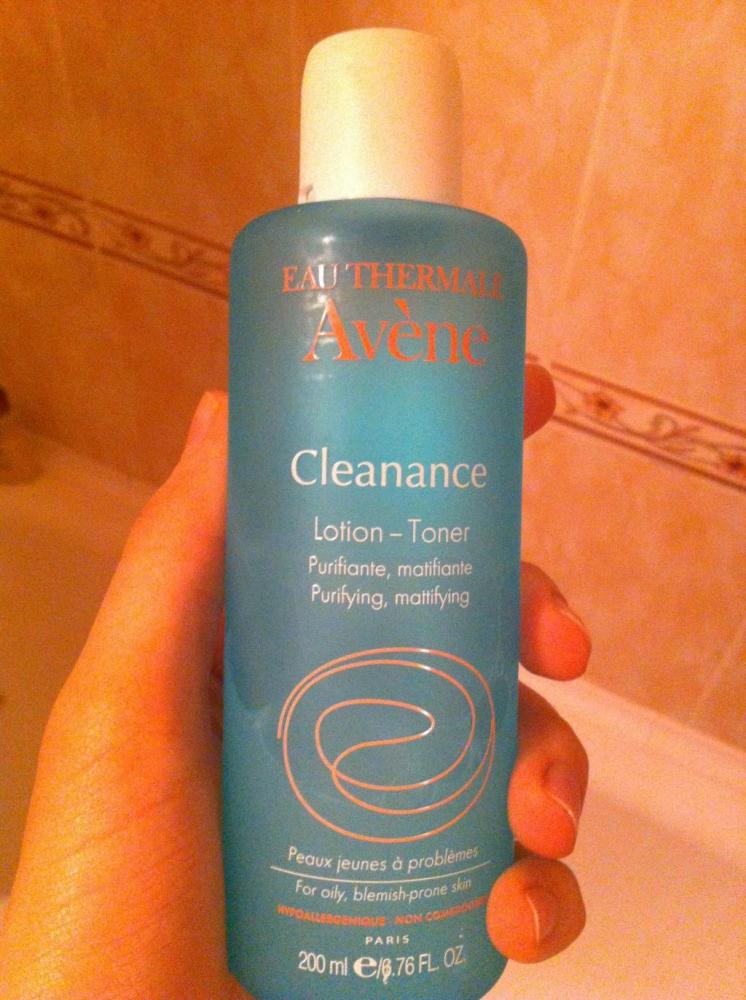 EAU THERMALE
Avène
Cleanance
Lotion – Toner
Purifiante, matifiante
Purifying, mattifying
Peaux jeunes à problèmes
For oily, blemish-prone skin
HYPOALLERGENIQUE - NON
PARIS
200 ml e/6.76 FL. OZ.